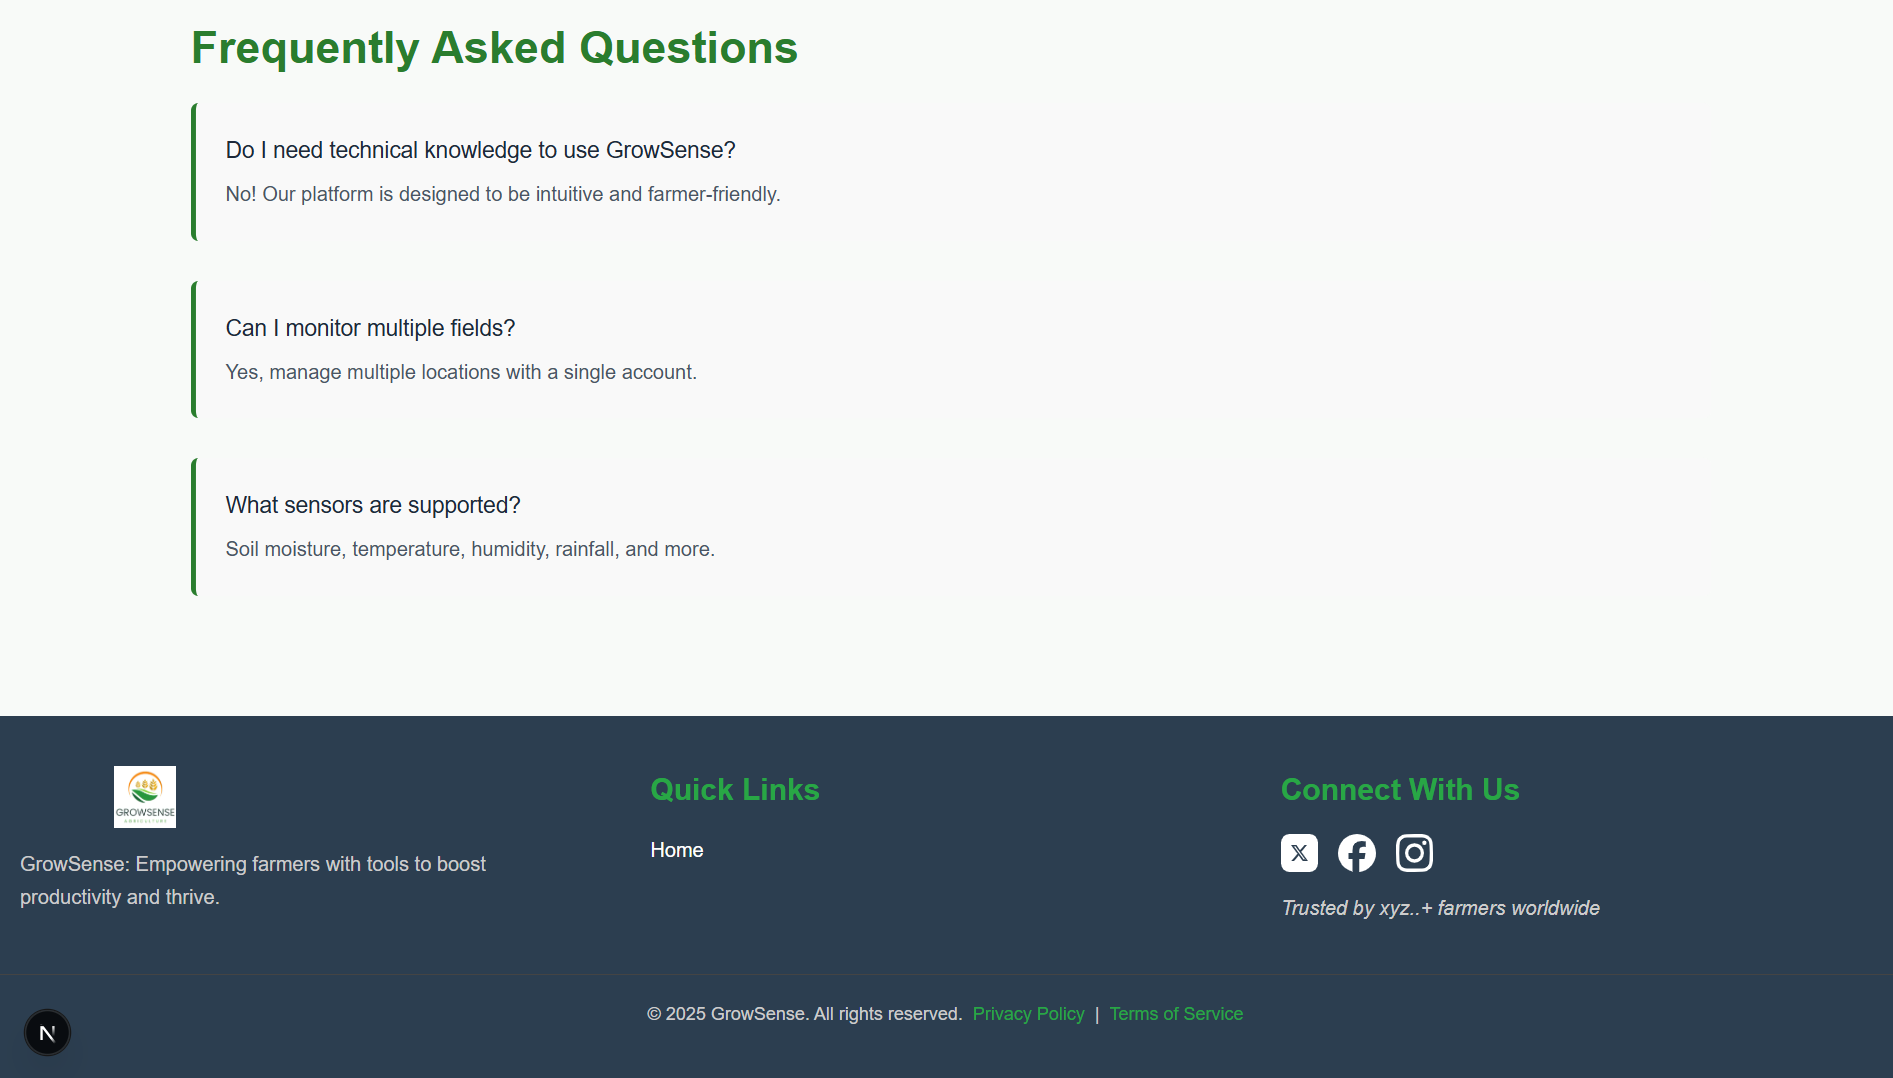 Frequently Asked Questions
Do I need technical knowledge to use GrowSense?
No! Our platform is designed to be intuitive and farmer-friendly.
Can I monitor multiple fields?
Yes, manage multiple locations with a single account.
What sensors are supported?
Soil moisture, temperature, humidity, rainfall, and more.
GROWSENSE
AGRICULTURE
GrowSense: Empowering farmers with tools to boost
productivity and thrive.
Quick Links
Home
Connect With Us
Trusted by xyz..+ farmers worldwide
© 2025 GrowSense. All rights reserved. Privacy Policy | Terms of Service